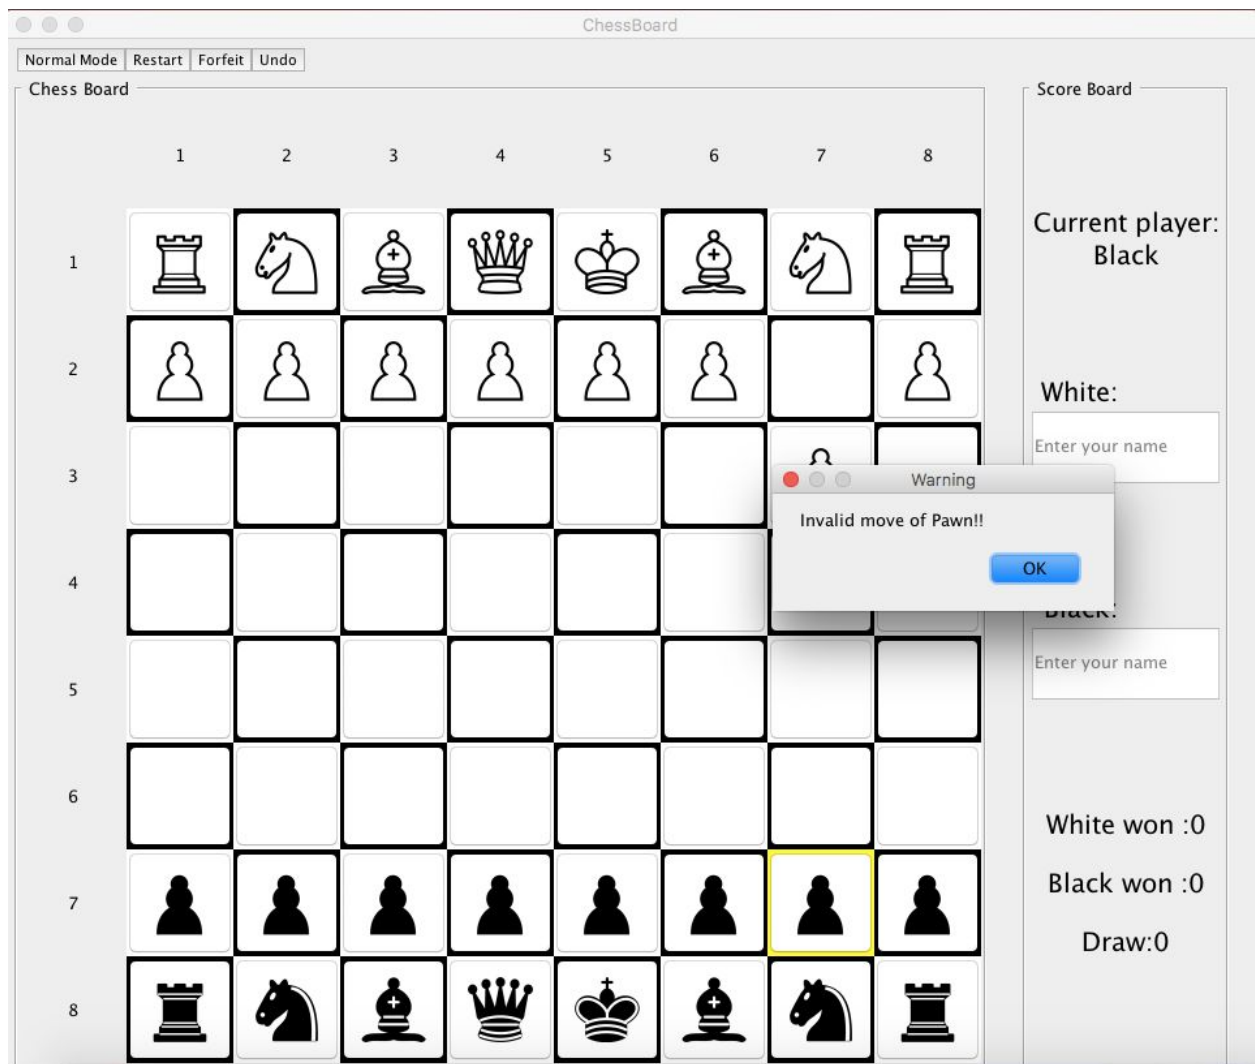 ChessBoard
Normal Mode Restart Forfeit Undo
Chess Board
Score Board
1 2 3 4 5 6 7 8
1
2
3
4
5
6
7
8
Current player:
Black
White:
Enter your name
Warning
Invalid move of Pawn!!
OK
Black:
Enter your name
White won :0
Black won :0
Draw:0